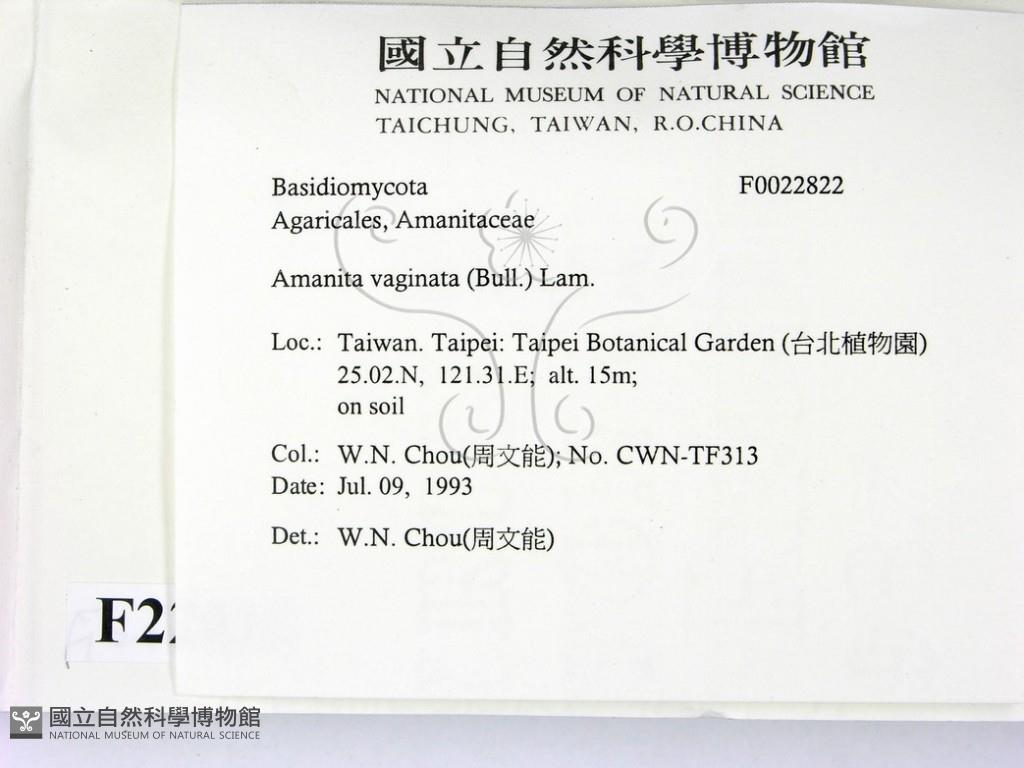 國立自然科學博物館
NATIONAL MUSEUM OF NATURAL SCIENCE
TAICHUNG, TAIWAN, R.O.CHINA
Basidiomycota F0022822
Agaricales, Amanitaceae
Amanita vaginata (Bull.) Lam.
Loc.: Taiwan. Taipei: Taipei Botanical Garden (台北植物園)
25.02.N, 121.31.E; alt. 15m;
on soil
Col.: W.N. Chou(周文能); No. CWN-TF313
Date: Jul. 09, 1993
Det.: W.N. Chou(周文能)
F22
國立自然科學博物館
NATIONAL MUSEUM OF NATURAL SCIENCE